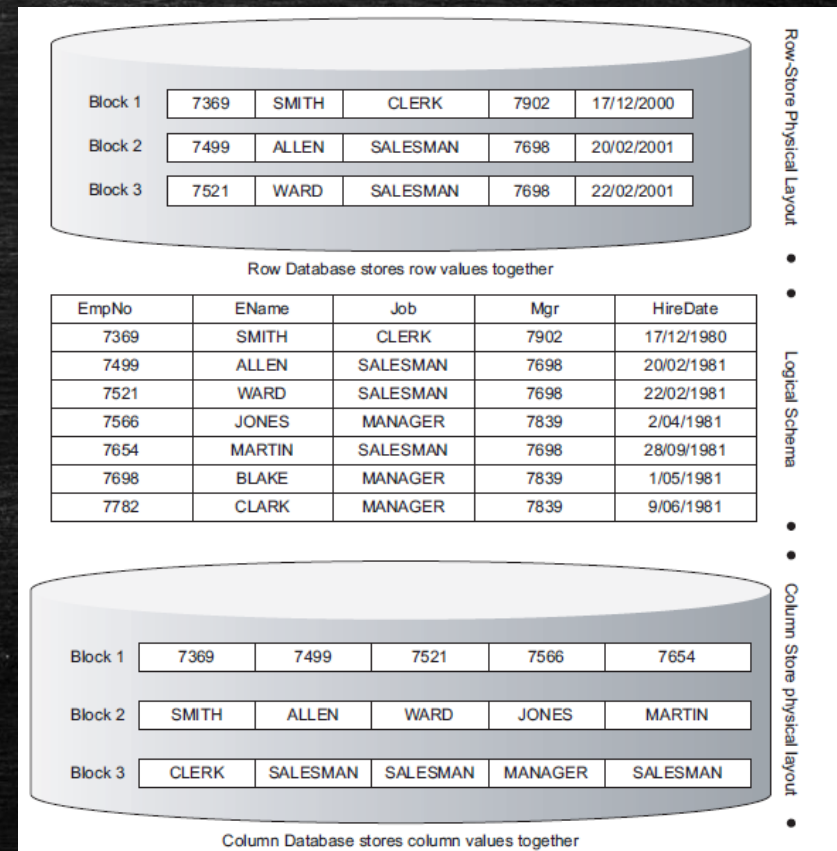 Block 1 7369 SMITH CLERK 7902 17/12/2000
Block 2 7499 ALLEN SALESMAN 7698 20/02/2001
Block 3 7521 WARD SALESMAN 7698 22/02/2001
Row Database stores row values together
Row-Store Physical Layout
EmpNo EName Job Mgr HireDate
7369 SMITH CLERK 7902 17/12/1980
7499 ALLEN SALESMAN 7698 20/02/1981
7521 WARD SALESMAN 7698 22/02/1981
7566 JONES MANAGER 7839 2/04/1981
7654 MARTIN SALESMAN 7698 28/09/1981
7698 BLAKE MANAGER 7839 1/05/1981
7782 CLARK MANAGER 7839 9/06/1981
Logical Schema
Block 1 7369 7499 7521 7566 7654
Block 2 SMITH ALLEN WARD JONES MARTIN
Block 3 CLERK SALESMAN SALESMAN MANAGER SALESMAN
Column Database stores column values together
Column Store physical layout